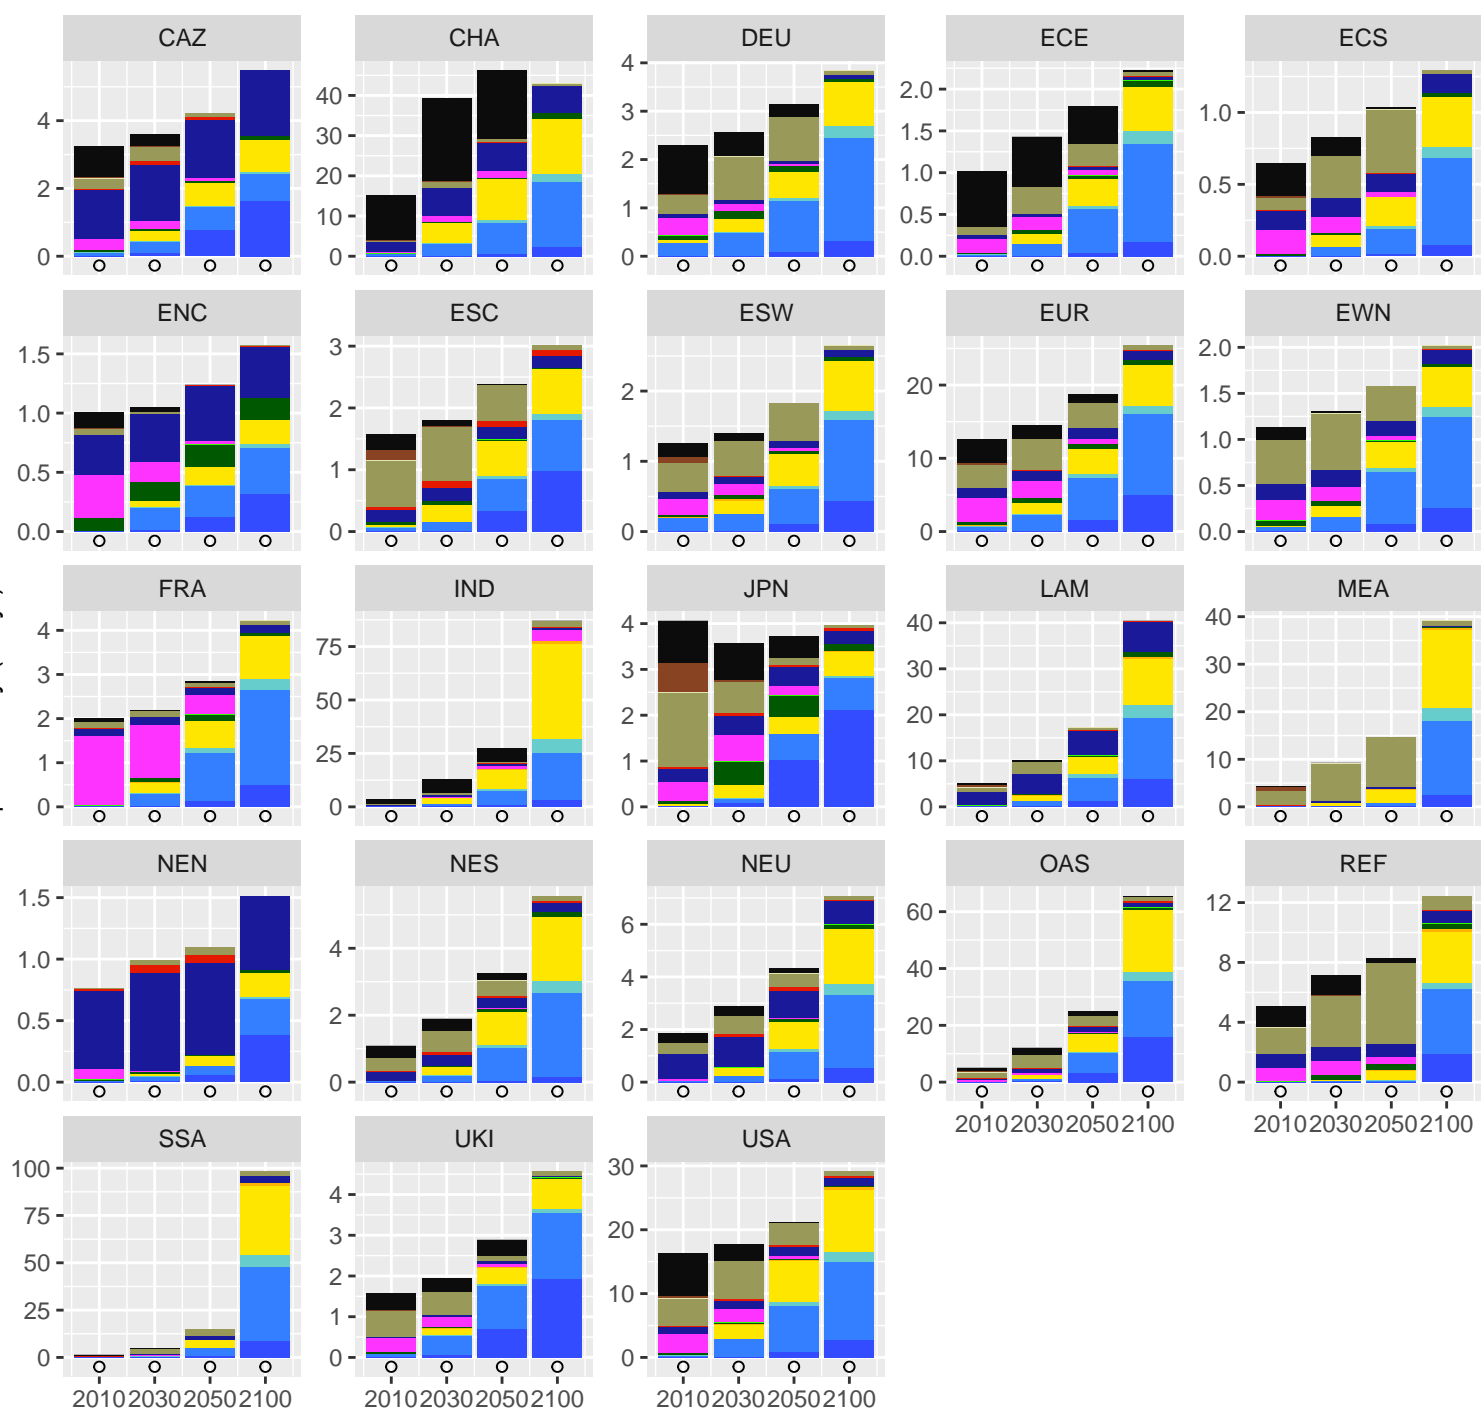 CAZ CHA DEU ECE ECS
4 2 0
40 30 20 10 0
4 3 2 1 0
2.0 1.5 1.0 0.5 0.0
1.0 0.5 0.0
ENC ESC ESW EUR EWN
1.5 1.0 0.5 0.0
3 2 1 0
2 1 0
20 10 0
2.0 1.5 1.0 0.5 0.0
FRA IND JPN LAM MEA
4 3 2 1 0
75 50 25 0
4 3 2 1 0
40 30 20 10 0
40 30 20 10 0
NEN NES NEU OAS REF
1.5 1.0 0.5 0.0
4 2 0
6 4 2 0
60 40 20 0
12 8 4 0
2010 2030 2050 2100
2010 2030 2050 2100
SSA UKI USA
100 75 50 25 0
4 3 2 1 0
30 20 10 0
2010 2030 2050 2100
2010 2030 2050 2100
2010 2030 2050 2100